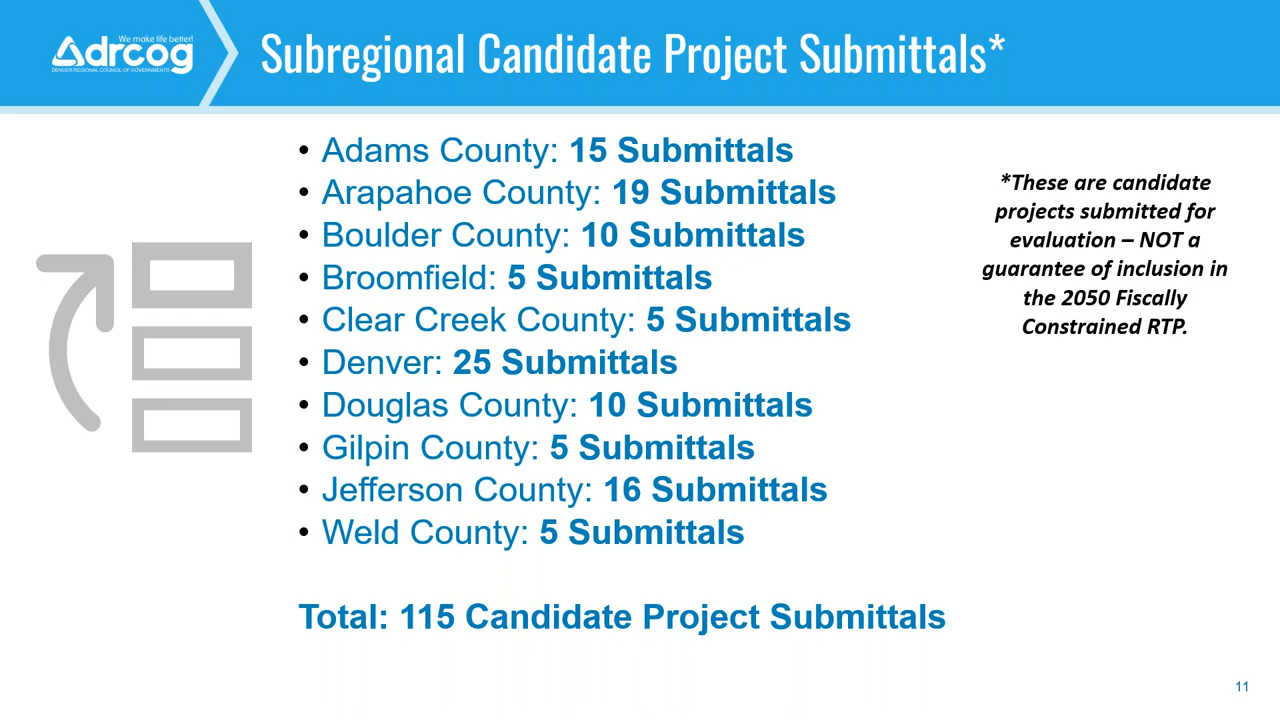 We make life better!
drcog
DENVER REGIONAL COUNCIL OF GOVERNMENTS
Subregional Candidate Project Submittals*
• Adams County: 15 Submittals
• Arapahoe County: 19 Submittals
• Boulder County: 10 Submittals
• Broomfield: 5 Submittals
• Clear Creek County: 5 Submittals
• Denver: 25 Submittals
• Douglas County: 10 Submittals
• Gilpin County: 5 Submittals
• Jefferson County: 16 Submittals
• Weld County: 5 Submittals
Total: 115 Candidate Project Submittals
*These are candidate
projects submitted for
evaluation – NOT a
guarantee of inclusion in
the 2050 Fiscally
Constrained RTP.
11